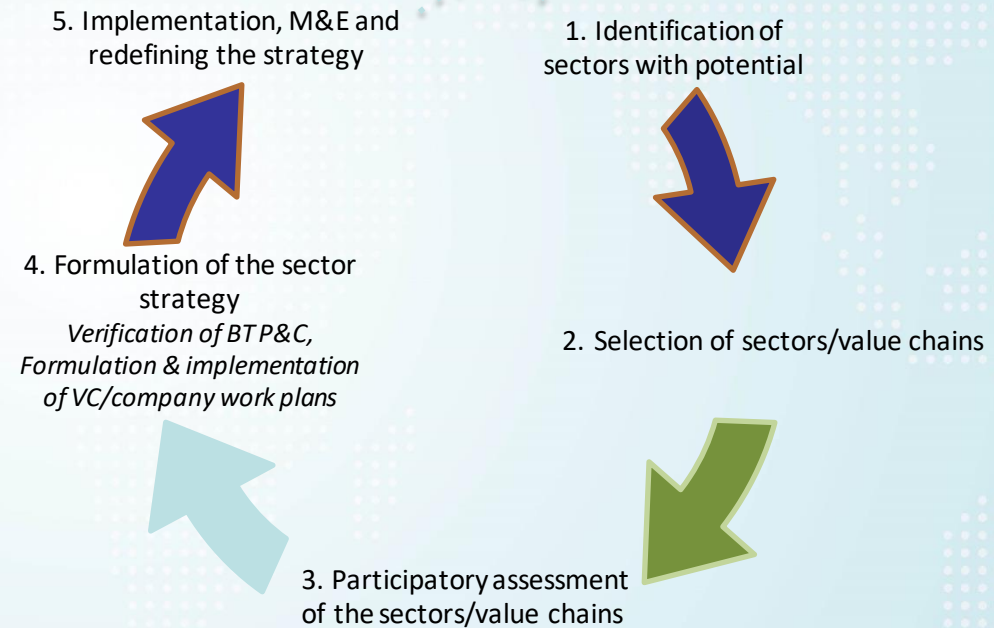 1. Identification of
sectors with potential
2. Selection of sectors/value chains
3. Participatory assessment
of the sectors/value chains
4. Formulation of the sector
strategy
Verification of BT P&C,
Formulation & implementation
of VC/company work plans
5. Implementation, M&E and
redefining the strategy